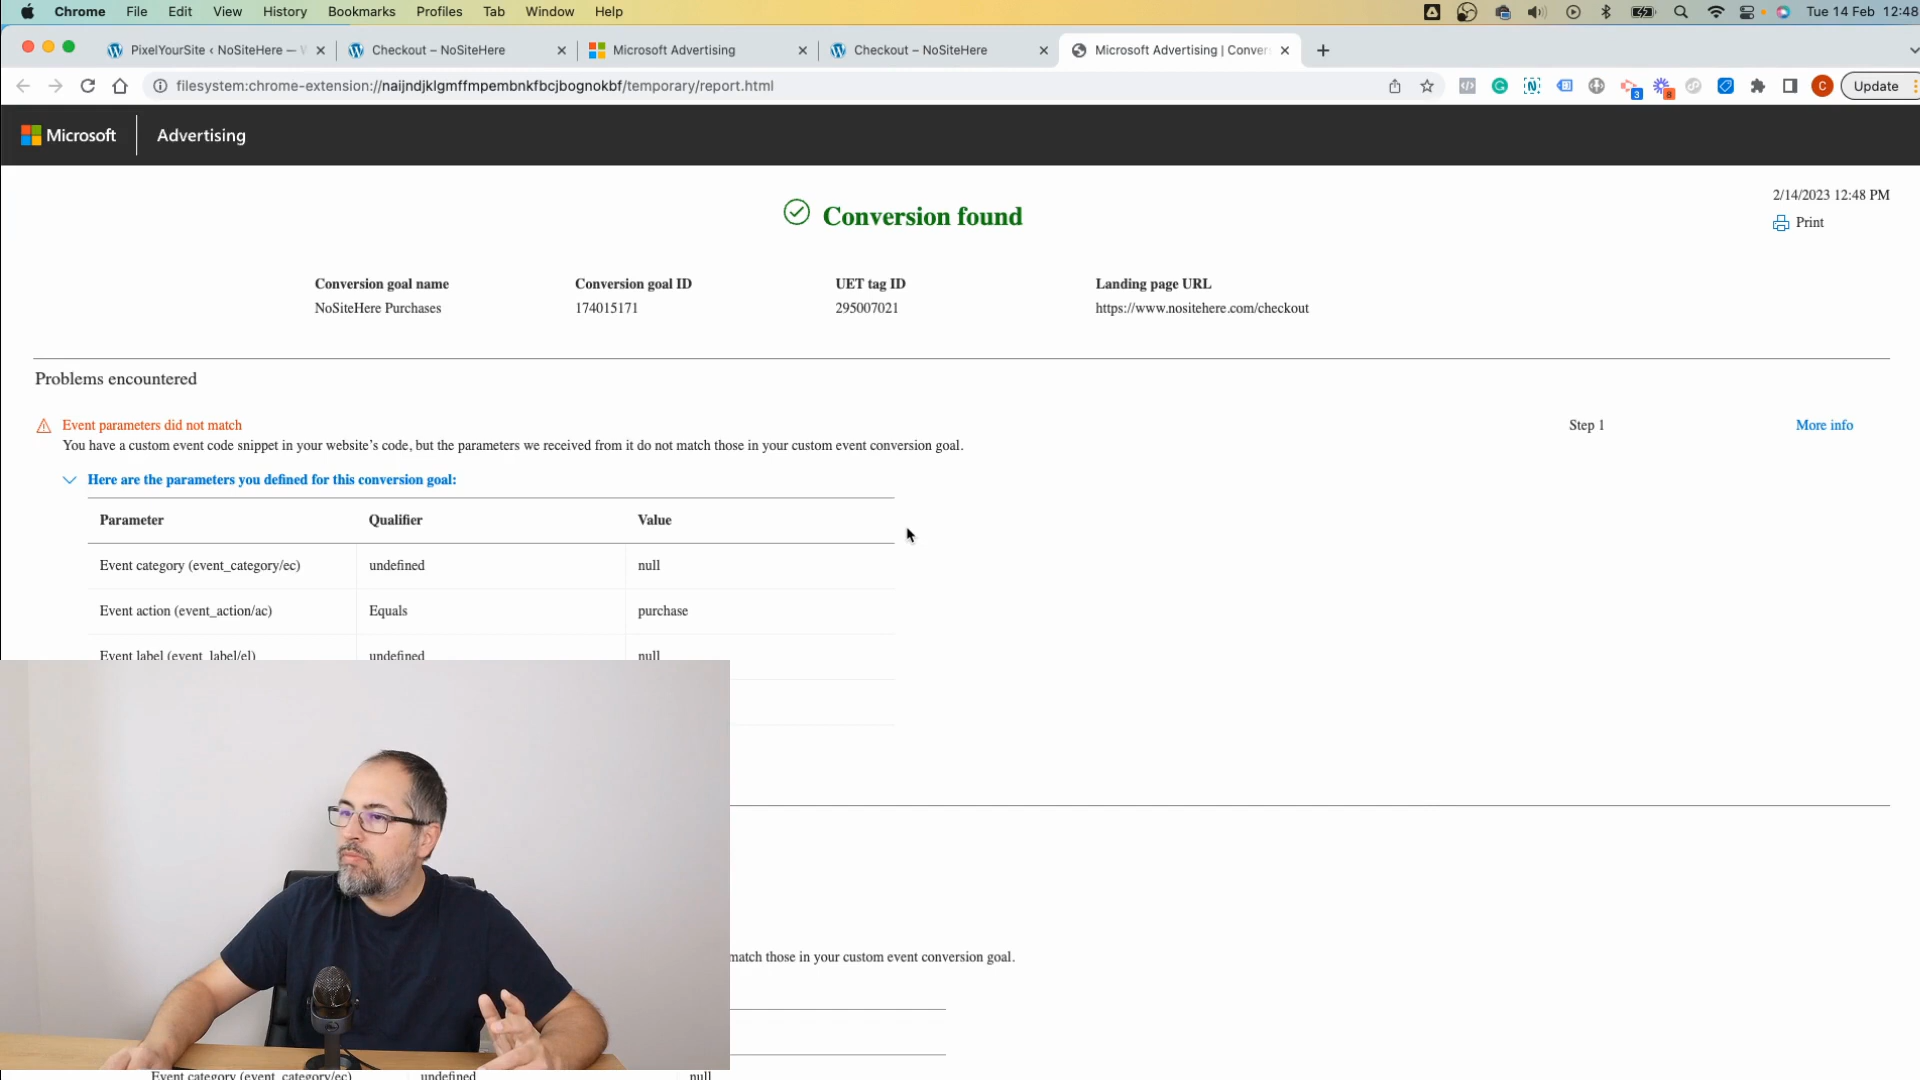 Chrome File Edit View History Bookmarks Profiles Tab Window Help Tue 14 Feb 12:48
PixelYourSite ‹ NoSiteHere — Checkout – NoSiteHere Microsoft Advertising Checkout – NoSiteHere Microsoft Advertising | Conver
filesystem:chrome-extension://naijndjklgmffmpembnkfbcjbognokbf/temporary/report.html 3 8 C Update
Microsoft Advertising
2/14/2023 12:48 PM
Conversion found
Print
Conversion goal name Conversion goal ID UET tag ID Landing page URL
NoSiteHere Purchases 174015171 295007021 https://www.nositehere.com/checkout
Problems encountered
Event parameters did not match Step 1 More info
You have a custom event code snippet in your website's code, but the parameters we received from it do not match those in your custom event conversion goal.
Here are the parameters you defined for this conversion goal:
Parameter Qualifier Value
Event category (event_category/ec) undefined null
Event action (event_action/ac) Equals purchase
Event label (event_label/el) undefined null
match those in your custom event conversion goal.
Event category (event_category/ec) undefined null